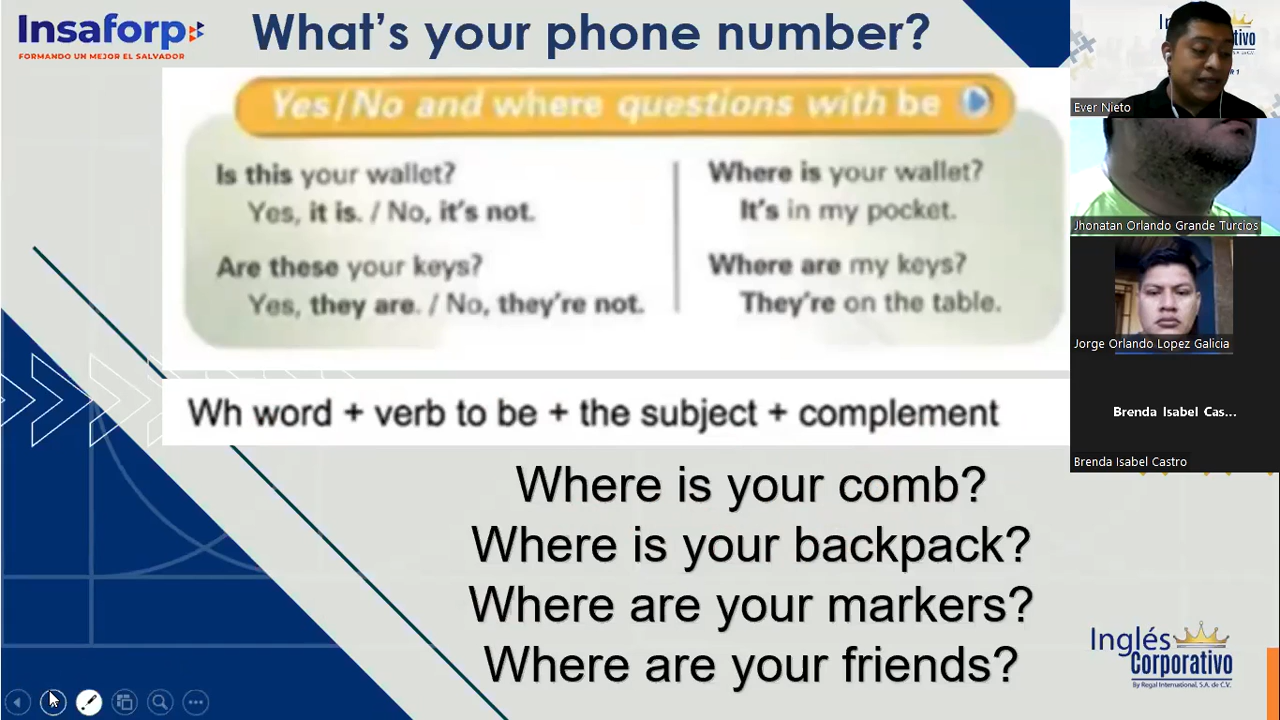 Insaforp
FORMANDO UN MEJOR EL SALVADOR
What's your phone number?
Yes/No and where questions with be
Is this your wallet?
Yes, it is. / No, it's not.
Are these your keys?
Yes, they are. / No, they're not.
Where is your wallet?
It's in my pocket.
Where are my keys?
They're on the table.
Wh word + verb to be + the subject + complement
Where is your comb?
Where is your backpack?
Where are your markers?
Where are your friends?
Ever Nieto
Jhonatan Orlando Grande Turcios
Jorge Orlando Lopez Galicia
Brenda Isabel Cas...
Brenda Isabel Castro
Inglés
Corporativo
By Regal International, S.A. de C.V.